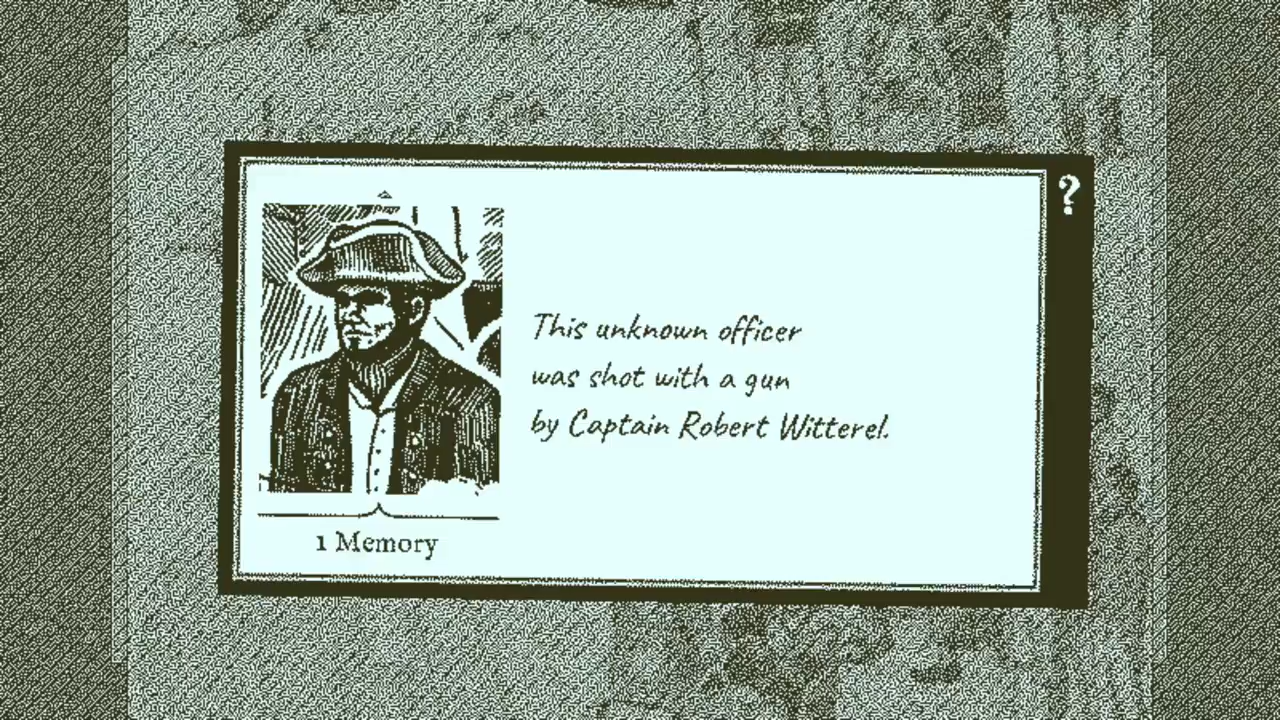 ?
This unknown officer
was shot with a gun
by Captain Robert Witterel.
1 Memory